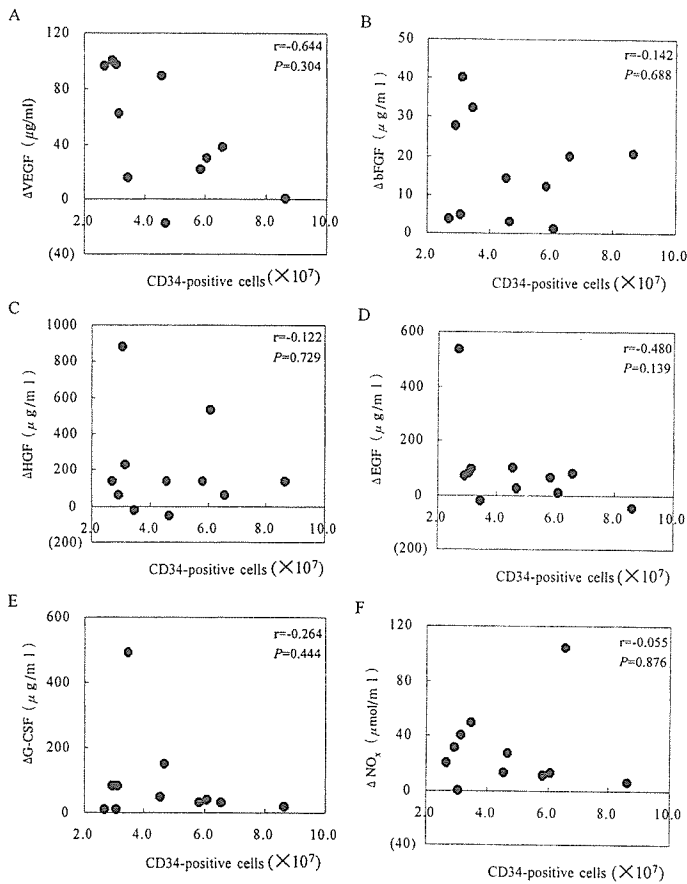 A
ΔVEGF (μg/ml)
120
80
40
0
(40)
2.0 4.0 6.0 8.0 10.0
r=-0.644
P=0.304
CD34-positive cells (×10⁷)
B
ΔbFGF (μg/ml)
50
40
30
20
10
0
2.0 4.0 6.0 8.0 10.0
r=-0.142
P=0.688
CD34-positive cells (×10⁷)
C
ΔHGF (μg/ml)
1000
800
600
400
200
0
(200)
2.0 4.0 6.0 8.0 10.0
r=-0.122
P=0.729
CD34-positive cells (×10⁷)
D
ΔEGF (μg/ml)
600
400
200
0
(200)
2.0 4.0 6.0 8.0 10.0
r=-0.480
P=0.139
CD34-positive cells (×10⁷)
E
ΔG-CSF (μg/ml)
600
400
200
0
2.0 4.0 6.0 8.0 10.0
r=-0.264
P=0.444
CD34-positive cells (×10⁷)
F
ΔNOₓ (μmol/ml)
120
80
40
0
(40)
2.0 4.0 6.0 8.0 10.0
r=-0.055
P=0.876
CD34-positive cells (×10⁷)